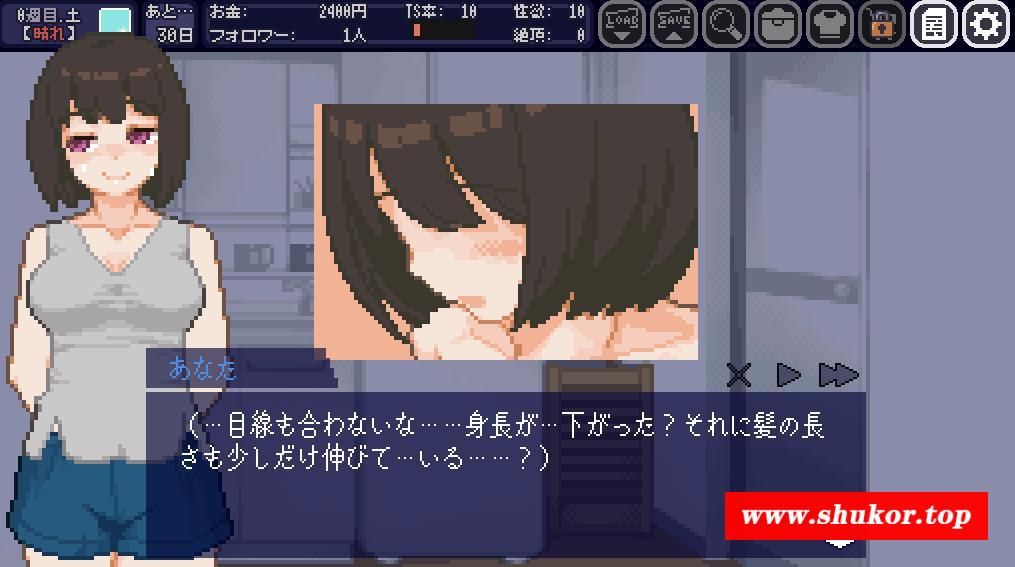 0週目.土
【晴れ】
あと…
30日
お金: 2400円
フォロワー: 1人
TS率: 10
性欲: 10
絶頂: 0
LOAD
SAVE
あなた
(…目線も合わないな……身長が…下がった？それに髪の長
さも少しだけ伸びて…いる……？)
www.shukor.top